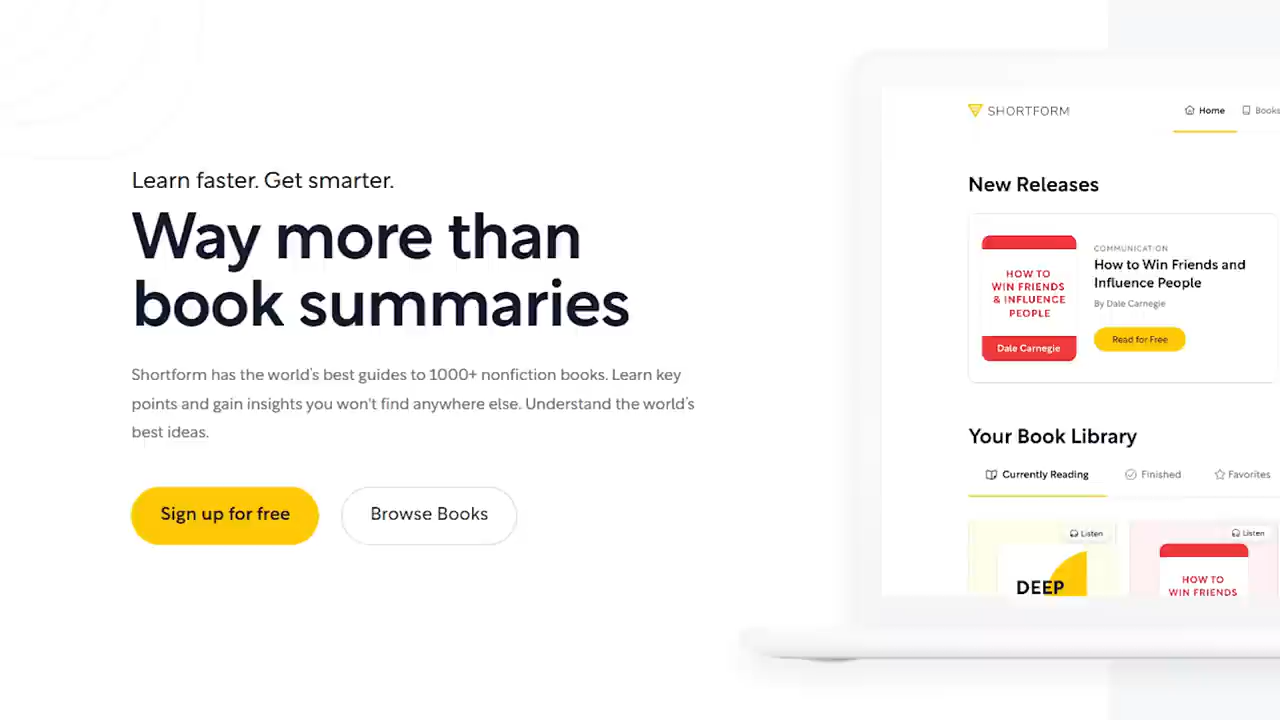 Learn faster. Get smarter.
Way more than
book summaries
Shortform has the world's best guides to 1000+ nonfiction books. Learn key
points and gain insights you won't find anywhere else. Understand the world's
best ideas.
Sign up for free
Browse Books
SHORTFORM
Home
Books
New Releases
HOW TO
WIN FRIENDS
& INFLUENCE
PEOPLE
Dale Carnegie
COMMUNICATION
How to Win Friends and
Influence People
By Dale Carnegie
Read for Free
Your Book Library
Currently Reading
Finished
Favorites
Listen
DEEP
Listen
HOW TO
WIN FRIENDS